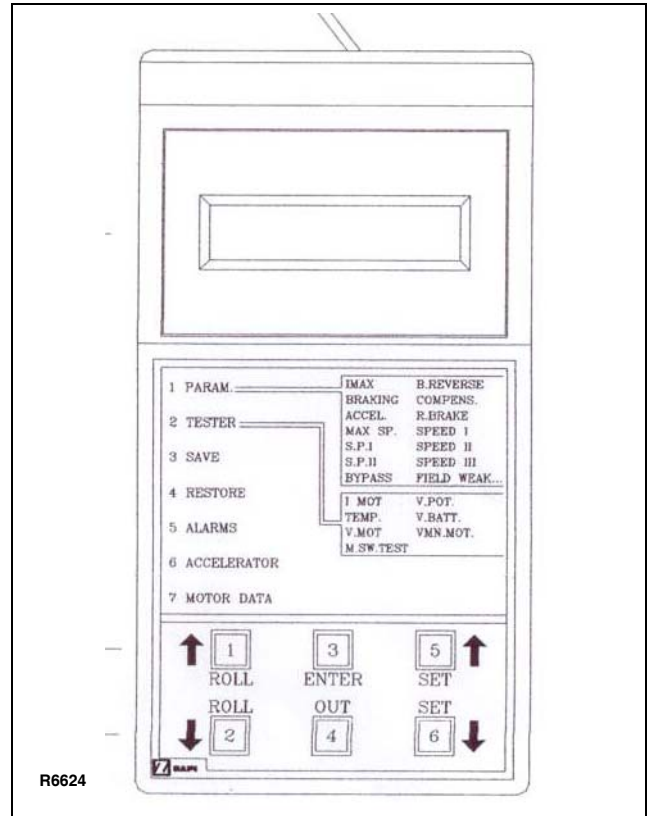 1 PARAM.
2 TESTER
3 SAVE
4 RESTORE
5 ALARMS
6 ACCELERATOR
7 MOTOR DATA
IMAX B.REVERSE
BRAKING COMPENS.
ACCEL. R.BRAKE
MAX SP. SPEED I
S.P.I SPEED II
S.P.II SPEED III
BYPASS FIELD WEAK...
I MOT V.POT.
TEMP. V.BATT.
V.MOT VMN.MOT.
M.SW.TEST
1 3 5
ROLL ENTER SET
ROLL OUT SET
2 4 6
ZAPI
R6624